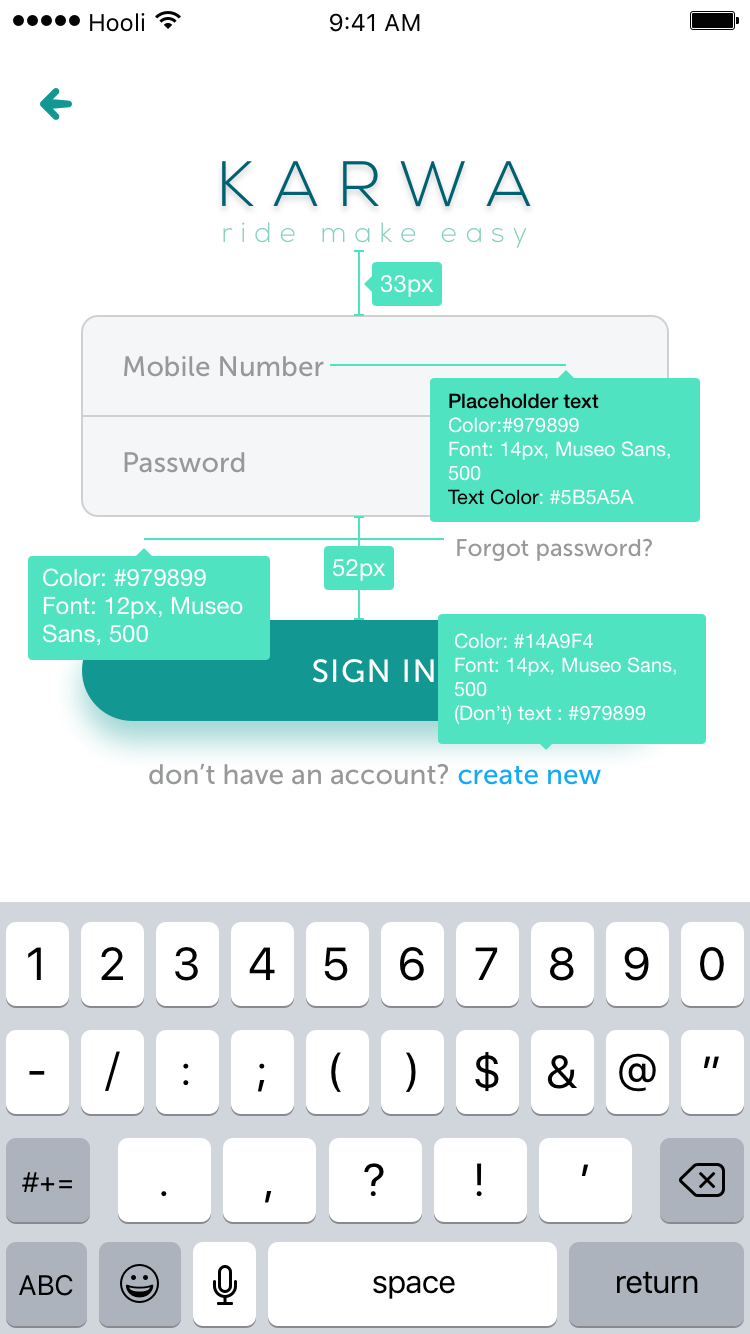 Hooli 9:41 AM
KARWA
ride make easy
33px
Mobile Number
Placeholder text
Color:#979899
Font: 14px, Museo Sans,
500
Text Color: #5B5A5A
Password
Forgot password?
52px
Color: #979899
Font: 12px, Museo
Sans, 500
SIGN IN
Color: #14A9F4
Font: 14px, Museo Sans,
500
(Don’t) text : #979899
don’t have an account? create new
1 2 3 4 5 6 7 8 9 0
- / : ; ( ) $ & @ "
#+= . , ? ! ’
ABC space return